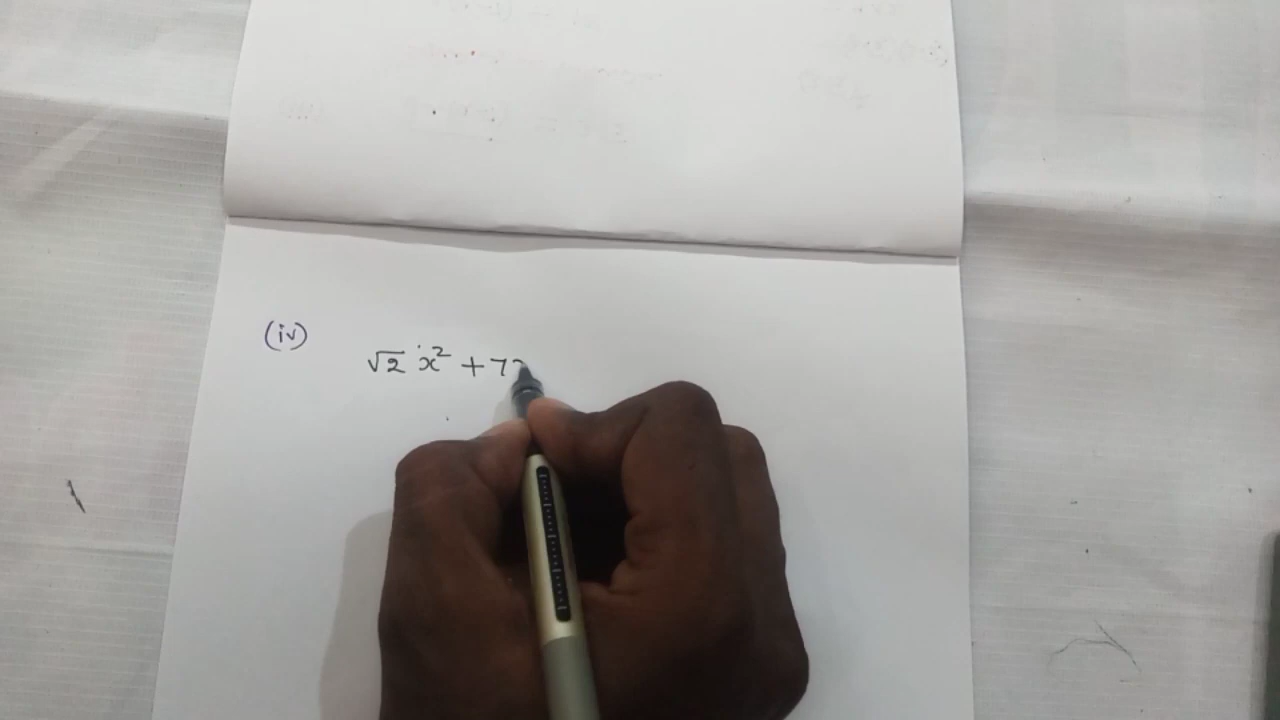 (iv)
√2 x² + 7